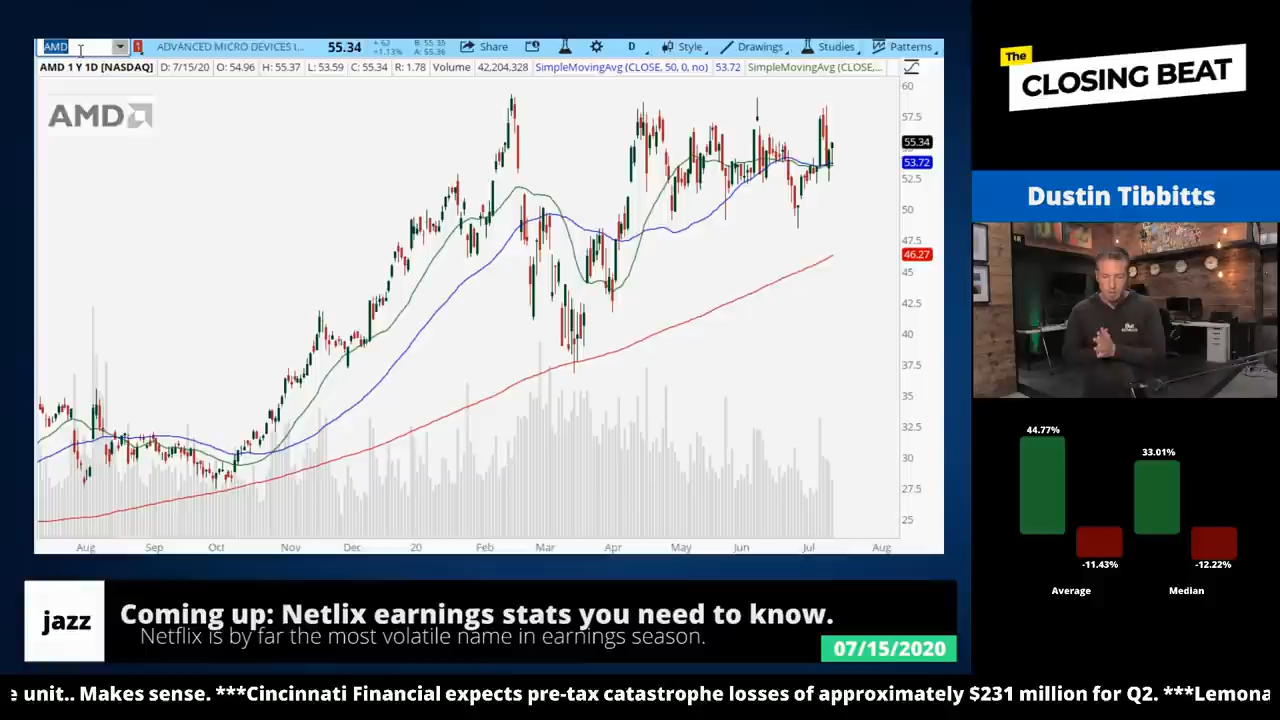 AMD
ADVANCED MICRO DEVICES I...
55.34
+.62
+1.13%
B: 55.35
A: 55.36
Share
D
Style
Drawings
Studies
Patterns
AMD 1 Y 1D [NASDAQ]
D: 7/15/20
O: 54.96
H: 55.37
L: 53.59
C: 55.34
R: 1.78
Volume
42,204,328
SimpleMovingAvg (CLOSE, 50, 0, no)
53.72
SimpleMovingAvg (CLOSE,...
AMD
60
57.5
55.34
53.72
52.5
50
47.5
46.27
45
42.5
40
37.5
35
32.5
30
27.5
25
Aug
Sep
Oct
Nov
Dec
20
Feb
Mar
Apr
May
Jun
Jul
Aug
The
CLOSING BEAT
Dustin Tibbitts
44.77%
33.01%
-11.43%
-12.22%
Average
Median
jazz
Coming up: Netlix earnings stats you need to know.
Netflix is by far the most volatile name in earnings season.
07/15/2020
e unit.. Makes sense. ***Cincinnati Financial expects pre-tax catastrophe losses of approximately $231 million for Q2. ***Lemona